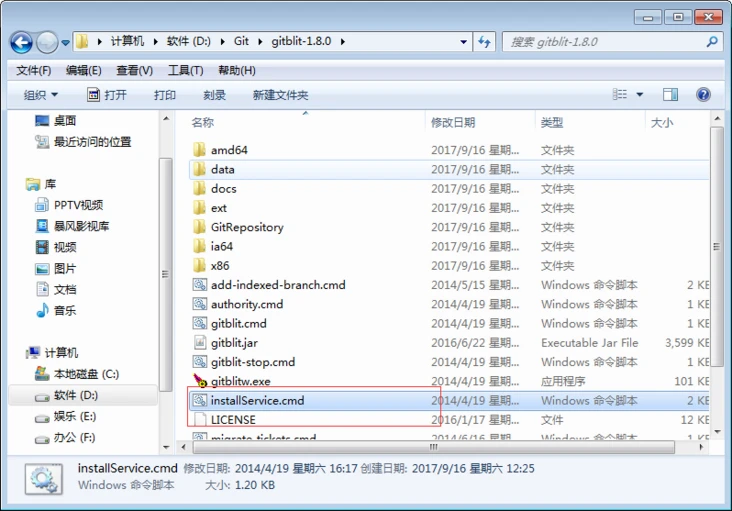 计算机 软件 (D:) Git gitblit-1.8.0 搜索 gitblit-1.8.0
文件(F) 编辑(E) 查看(V) 工具(T) 帮助(H)
组织 打开 打印 刻录 新建文件夹
桌面
最近访问的位置
库
PPTV视频
暴风影视库
视频
图片
文档
音乐
计算机
本地磁盘 (C:)
软件 (D:)
娱乐 (E:)
办公 (F:)
名称 修改日期 类型 大小
amd64 2017/9/16 星期... 文件夹
data 2017/9/16 星期... 文件夹
docs 2017/9/16 星期... 文件夹
ext 2017/9/16 星期... 文件夹
GitRepository 2017/9/16 星期... 文件夹
ia64 2017/9/16 星期... 文件夹
x86 2017/9/16 星期... 文件夹
add-indexed-branch.cmd 2014/5/15 星期... Windows 命令脚本 2 KB
authority.cmd 2014/4/19 星期... Windows 命令脚本 1 KB
gitblit.cmd 2014/4/19 星期... Windows 命令脚本 1 KB
gitblit.jar 2016/6/22 星期... Executable Jar File 3,599 KB
gitblit-stop.cmd 2014/4/19 星期... Windows 命令脚本 1 KB
gitblitw.exe 2014/4/19 星期... 应用程序 101 KB
installService.cmd 2014/4/19 星期... Windows 命令脚本 2 KB
LICENSE 2016/1/17 星期... 文件 12 KB
migrate-tickets.cmd 2014/4/19 星期... Windows 命令脚本 1 KB
installService.cmd 修改日期: 2014/4/19 星期六 16:17 创建日期: 2017/9/16 星期六 12:25
Windows 命令脚本 大小: 1.20 KB